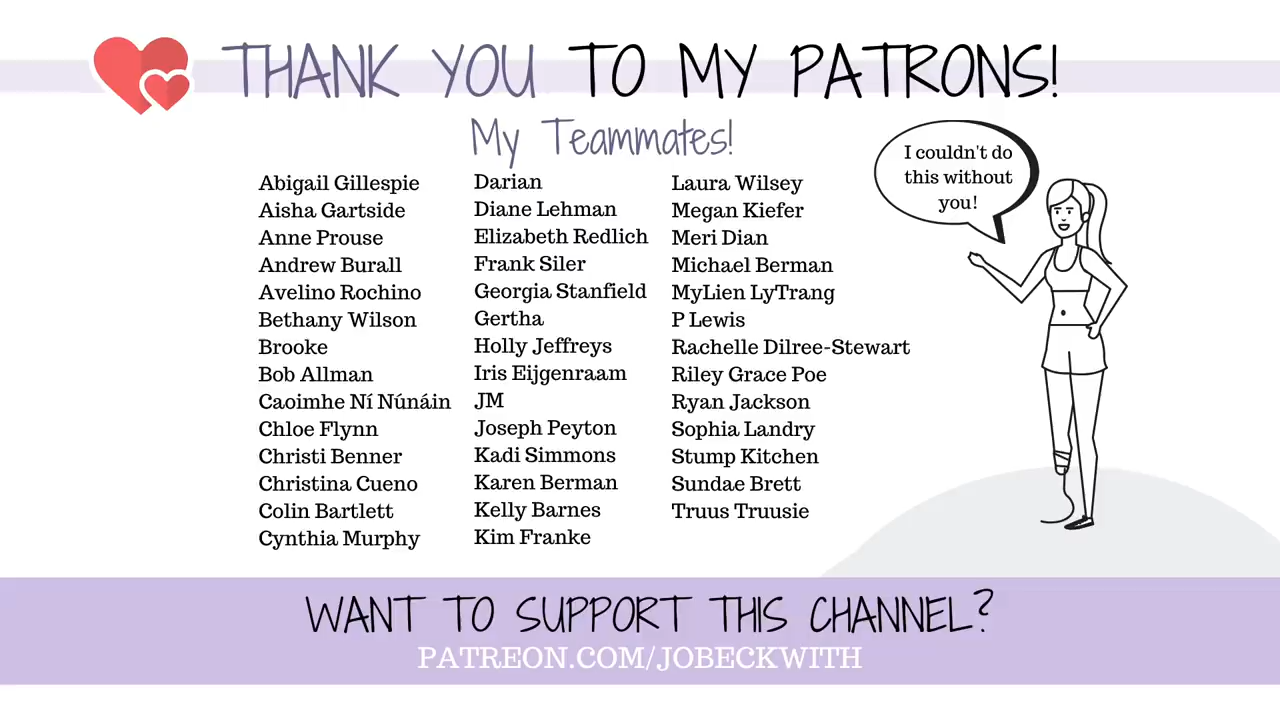 THANK YOU TO MY PATRONS!
My Teammates!
Abigail Gillespie
Aisha Gartside
Anne Prouse
Andrew Burall
Avelino Rochino
Bethany Wilson
Brooke
Bob Allman
Caoimhe Ní Núnáin
Chloe Flynn
Christi Benner
Christina Cueno
Colin Bartlett
Cynthia Murphy
Darian
Diane Lehman
Elizabeth Redlich
Frank Siler
Georgia Stanfield
Gertha
Holly Jeffreys
Iris Eijgenraam
JM
Joseph Peyton
Kadi Simmons
Karen Berman
Kelly Barnes
Kim Franke
Laura Wilsey
Megan Kiefer
Meri Dian
Michael Berman
MyLien LyTrang
P Lewis
Rachelle Dilree-Stewart
Riley Grace Poe
Ryan Jackson
Sophia Landry
Stump Kitchen
Sundae Brett
Truus Truusie
I couldn't do
this without
you!
WANT TO SUPPORT THIS CHANNEL?
PATREON.COM/JOBECKWITH